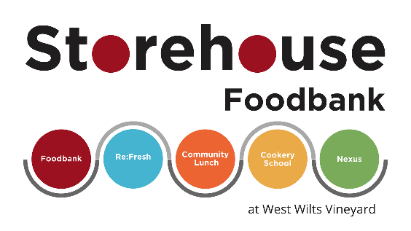 Storehouse
Foodbank
Foodbank
Re:Fresh
Community
Lunch
Cookery
School
Nexus
at West Wilts Vineyard